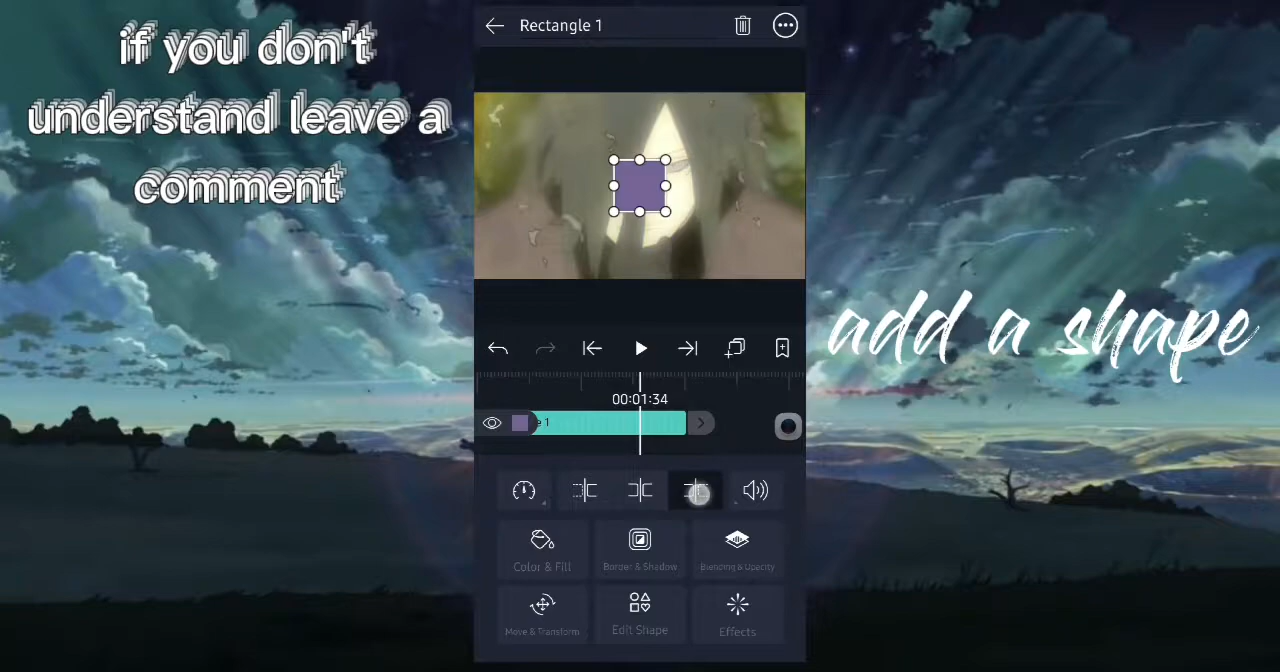 if you don't
understand leave a
comment
Rectangle 1
add a shape
00:01:34
e 1
Color & Fill
Border & Shadow
Blending & Opacity
Move & Transform
Edit Shape
Effects